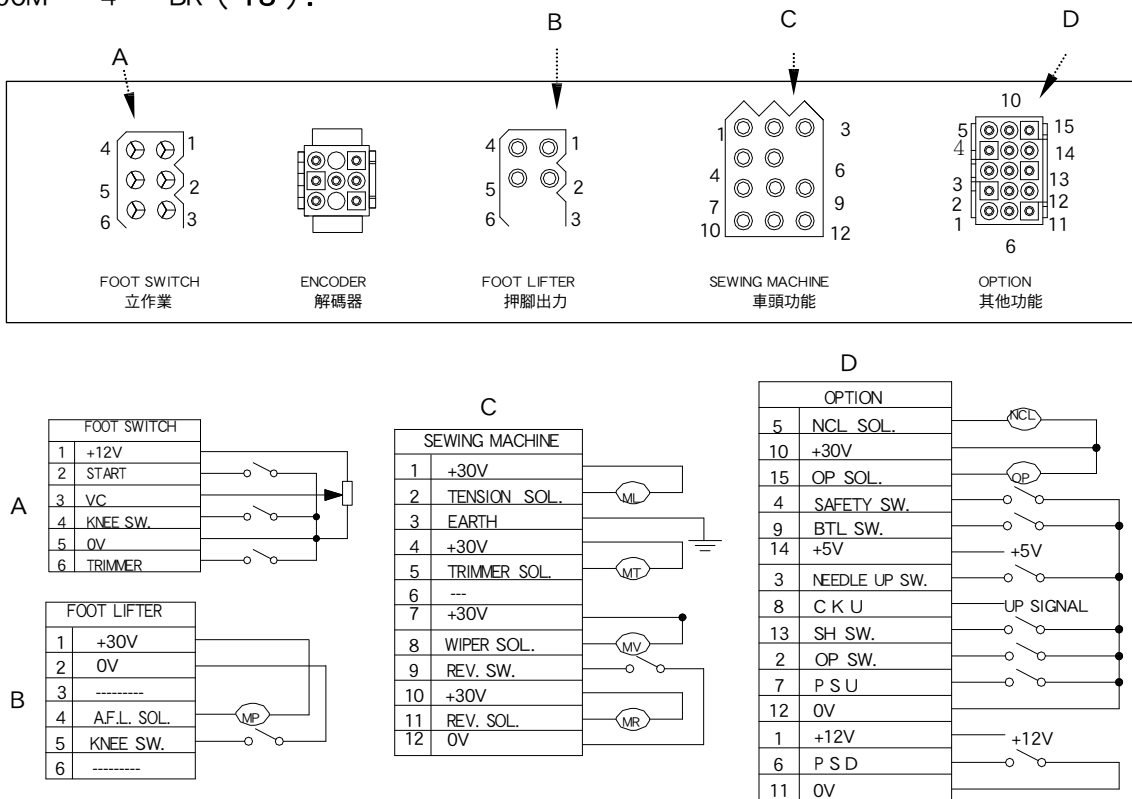 4 BR ( 
B C D
A
10
4 1 4 1 1 3 5 15
4 14
5 2 5 2 4 6 3 13
7 9 2 12
6 3 6 3 10 12 1 11
6
FOOT SWITCH ENCODER FOOT LIFTER SEWING MACHINE OPTION
立作業 解碼器 押腳出力 車頭功能 其他功能
A
FOOT SWITCH
1 +12V
2 START
3 VC
4 KNEE SW.
5 0V
6 TRIMMER
B
FOOT LIFTER
1 +30V
2 0V
3 ---------
4 A.F.L. SOL. MP
5 KNEE SW.
6 ---------
C
SEWING MACHINE
1 +30V
2 TENSION SOL. ML
3 EARTH
4 +30V
5 TRIMMER SOL. MT
6 ---
7 +30V
8 WIPER SOL. MV
9 REV. SW.
10 +30V
11 REV. SOL. MR
12 0V
D
OPTION
5 NCL SOL. NCL
10 +30V
15 OP SOL. OP
4 SAFETY SW.
9 BTL SW.
14 +5V +5V
3 NEEDLE UP SW.
8 C K U UP SIGNAL
13 SH SW.
2 OP SW.
7 P S U
12 0V
1 +12V +12V
6 P S D
11 0V